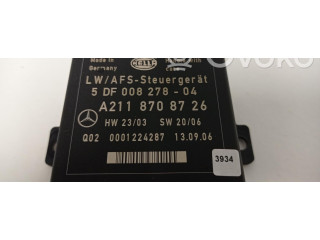 Made in
Germany
HELLA
LW/AFS-Steuergerät
5 DF 008 278 - 04
A211 870 87 26
HW 23/03 SW 20/06
Q02 0001224287 13.09.06
3934
OVOKO